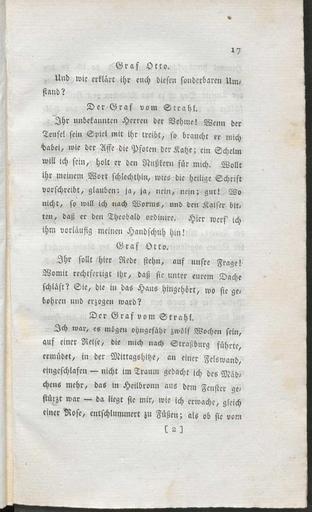 17
Graf Otto.
Und wie erklärt ihr euch diesen sonderbaren Um-
stand?
Der Graf vom Strahl.
Ihr unbekannten Herren der Vehme! Wenn der
Teufel sein Spiel mit ihr treibt, so braucht er mich
dabei, wie der Affe die Pfoten der Katze; ein Schelm
will ich sein, holt er den Nußkern für mich. Wollt
ihr meinem Wort schlechthin, wies die heilige Schrift
vorschreibt, glauben: ja, ja, nein, nein; gut! Wo
nicht, so will ich nach Worms, und den Kaiser bit-
ten, daß er den Theobald ordinire. Hier werf ich
ihm vorläufig meinen Handschuh hin!
Graf Otto.
Ihr sollt hier Rede stehn, auf unsre Frage!
Womit rechtfertigt ihr, daß sie unter eurem Dache
schläft? Sie, die in das Haus hingehört, wo sie ge-
bohren und erzogen ward?
Der Graf vom Strahl.
Ich war, es mögen ohngefähr zwölf Wochen sein,
auf einer Reise, die mich nach Straßburg führte,
ermüdet, in der Mittagshitze, an einer Felswand,
eingeschlafen — nicht im Traum gedacht ich des Mäd-
chens mehr, das in Heilbronn aus dem Fenster ge-
stürzt war — da liegt sie mir, wie ich erwache, gleich
einer Rose, entschlummert zu Füßen; als ob sie vom
[ 2 ]